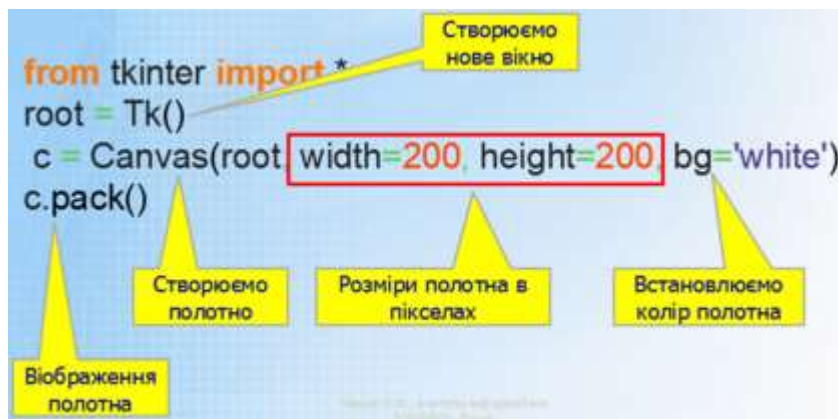 Створюємо
нове вікно
from tkinter import *
root = Tk()
c = Canvas(root, width=200, height=200, bg='white')
c.pack()
Створюємо
полотно
Розміри полотна в
пікселах
Встановлюємо
колір полотна
Віображення
полотна